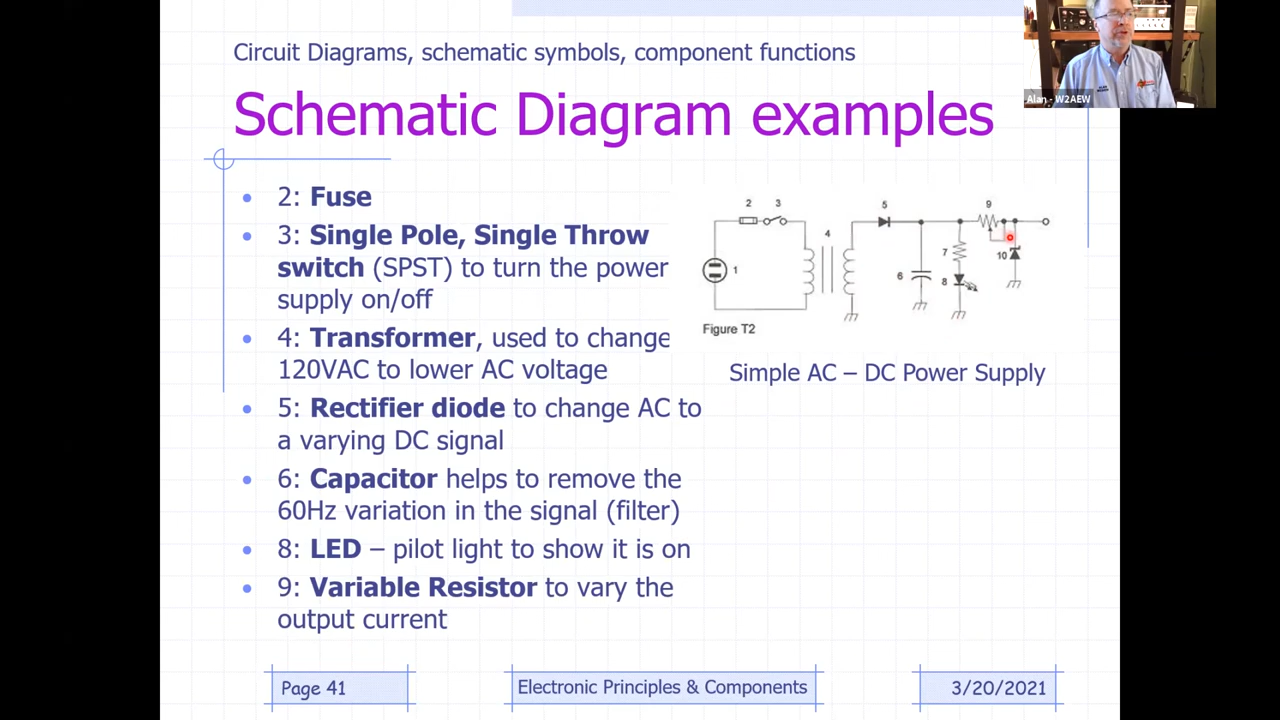 Circuit Diagrams, schematic symbols, component functions
Alan - W2AEW
Schematic Diagram examples
• 2: Fuse
• 3: Single Pole, Single Throw
switch (SPST) to turn the power
supply on/off
• 4: Transformer, used to change
120VAC to lower AC voltage
• 5: Rectifier diode to change AC to
a varying DC signal
• 6: Capacitor helps to remove the
60Hz variation in the signal (filter)
• 8: LED – pilot light to show it is on
• 9: Variable Resistor to vary the
output current
2 3 5 9
4
7
1 6 8 10
Figure T2
Simple AC – DC Power Supply
Page 41
Electronic Principles & Components
3/20/2021